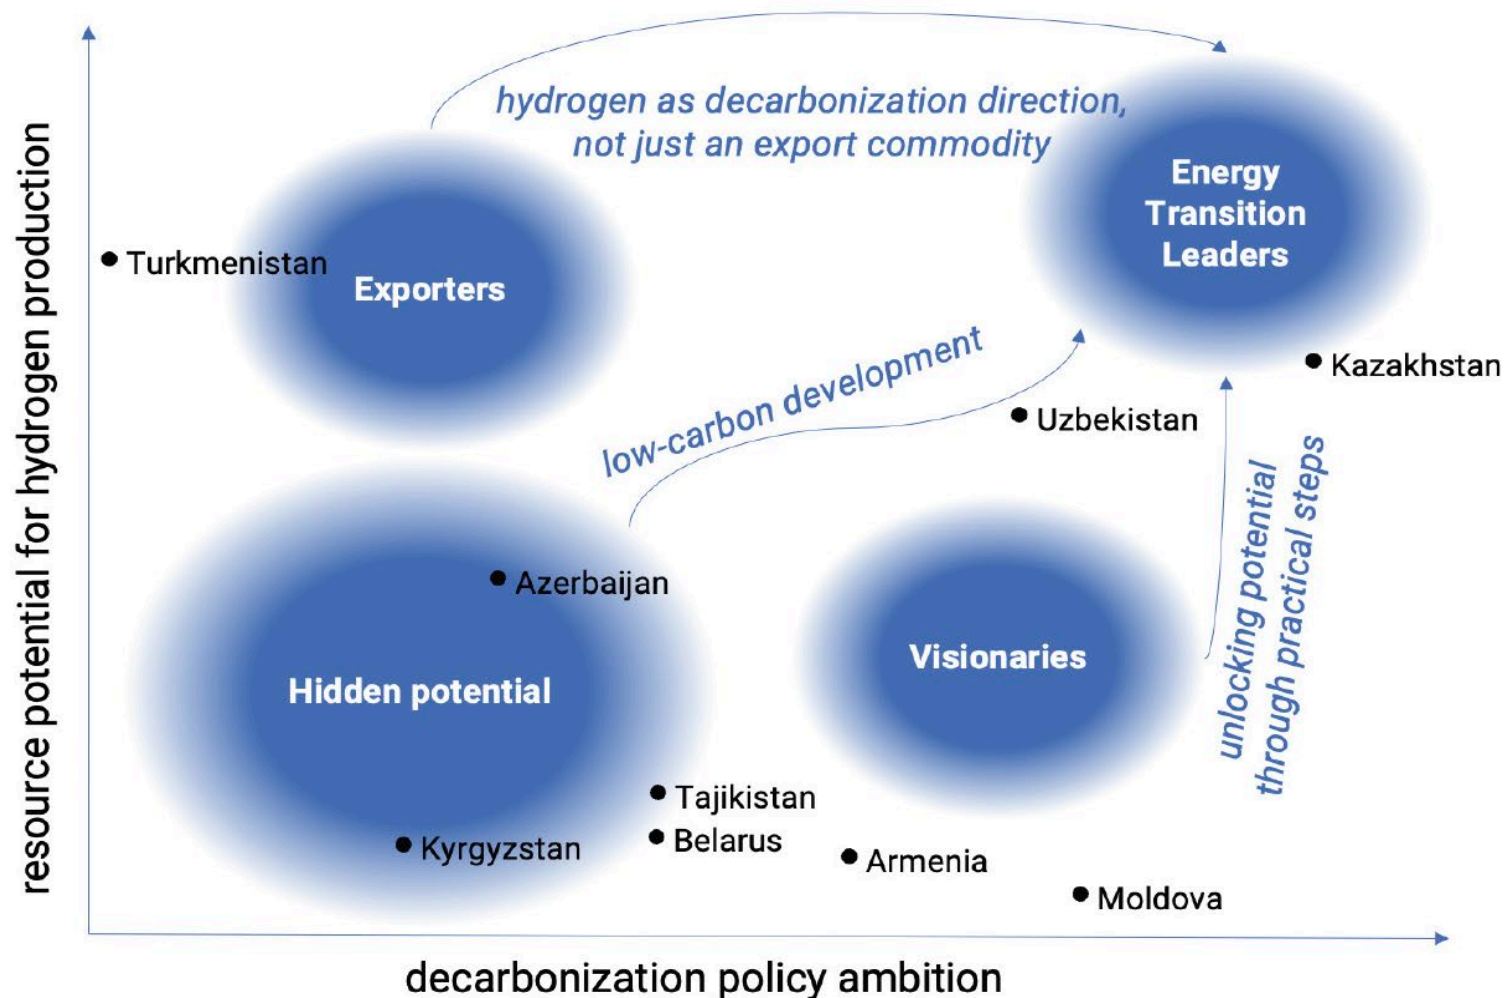 resource potential for hydrogen production
hydrogen as decarbonization direction,
not just an export commodity
Energy
Transition
Leaders
Turkmenistan
Exporters
low-carbon development
Kazakhstan
Uzbekistan
unlocking potential
through practical steps
Azerbaijan
Visionaries
Hidden potential
Tajikistan
Belarus
Kyrgyzstan
Armenia
Moldova
decarbonization policy ambition